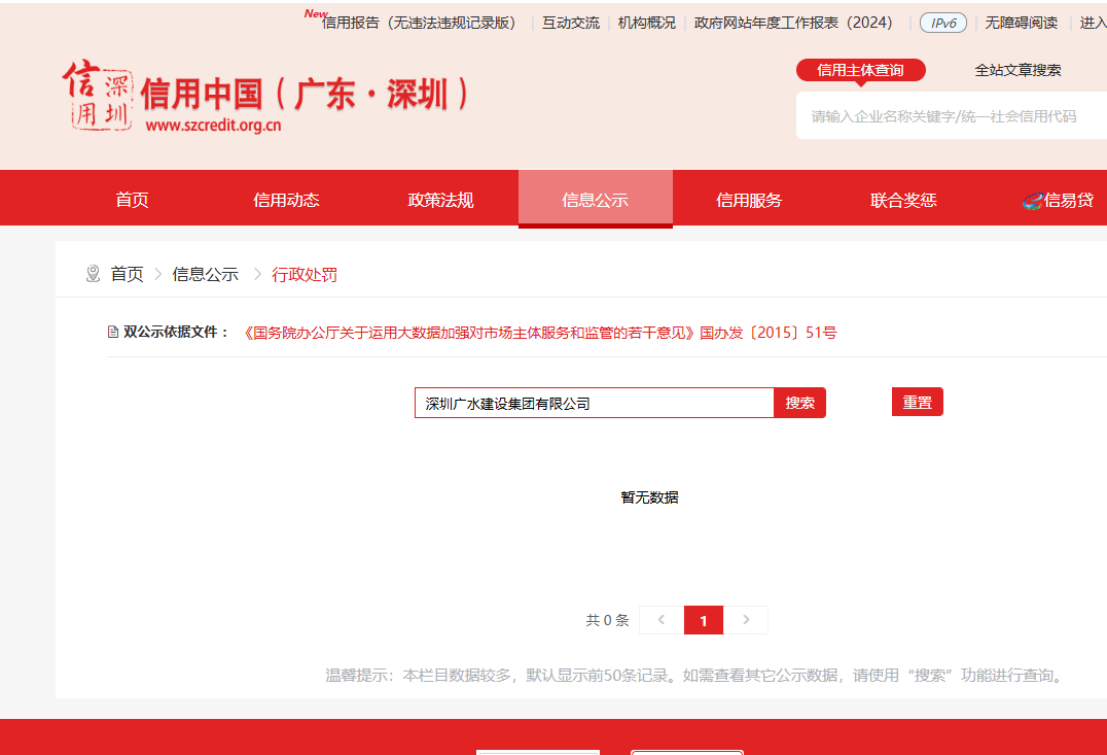 New 信用报告（无违法违规记录版） 互动交流 机构概况 政府网站年度工作报表（2024） IPv6 无障碍阅读 进入
信用 深圳 信用中国（广东·深圳）
www.szcredit.org.cn
信用主体查询 全站文章搜索
请输入企业名称关键字/统一社会信用代码
首页 信用动态 政策法规 信息公示 信用服务 联合奖惩 信易贷
首页 > 信息公示 > 行政处罚
双公示依据文件： 《国务院办公厅关于运用大数据加强对市场主体服务和监管的若干意见》国办发〔2015〕51号
深圳广水建设集团有限公司 搜索 重置
暂无数据
共 0 条 < 1 >
温馨提示：本栏目数据较多，默认显示前50条记录。如需查看其它公示数据，请使用“搜索”功能进行查询。